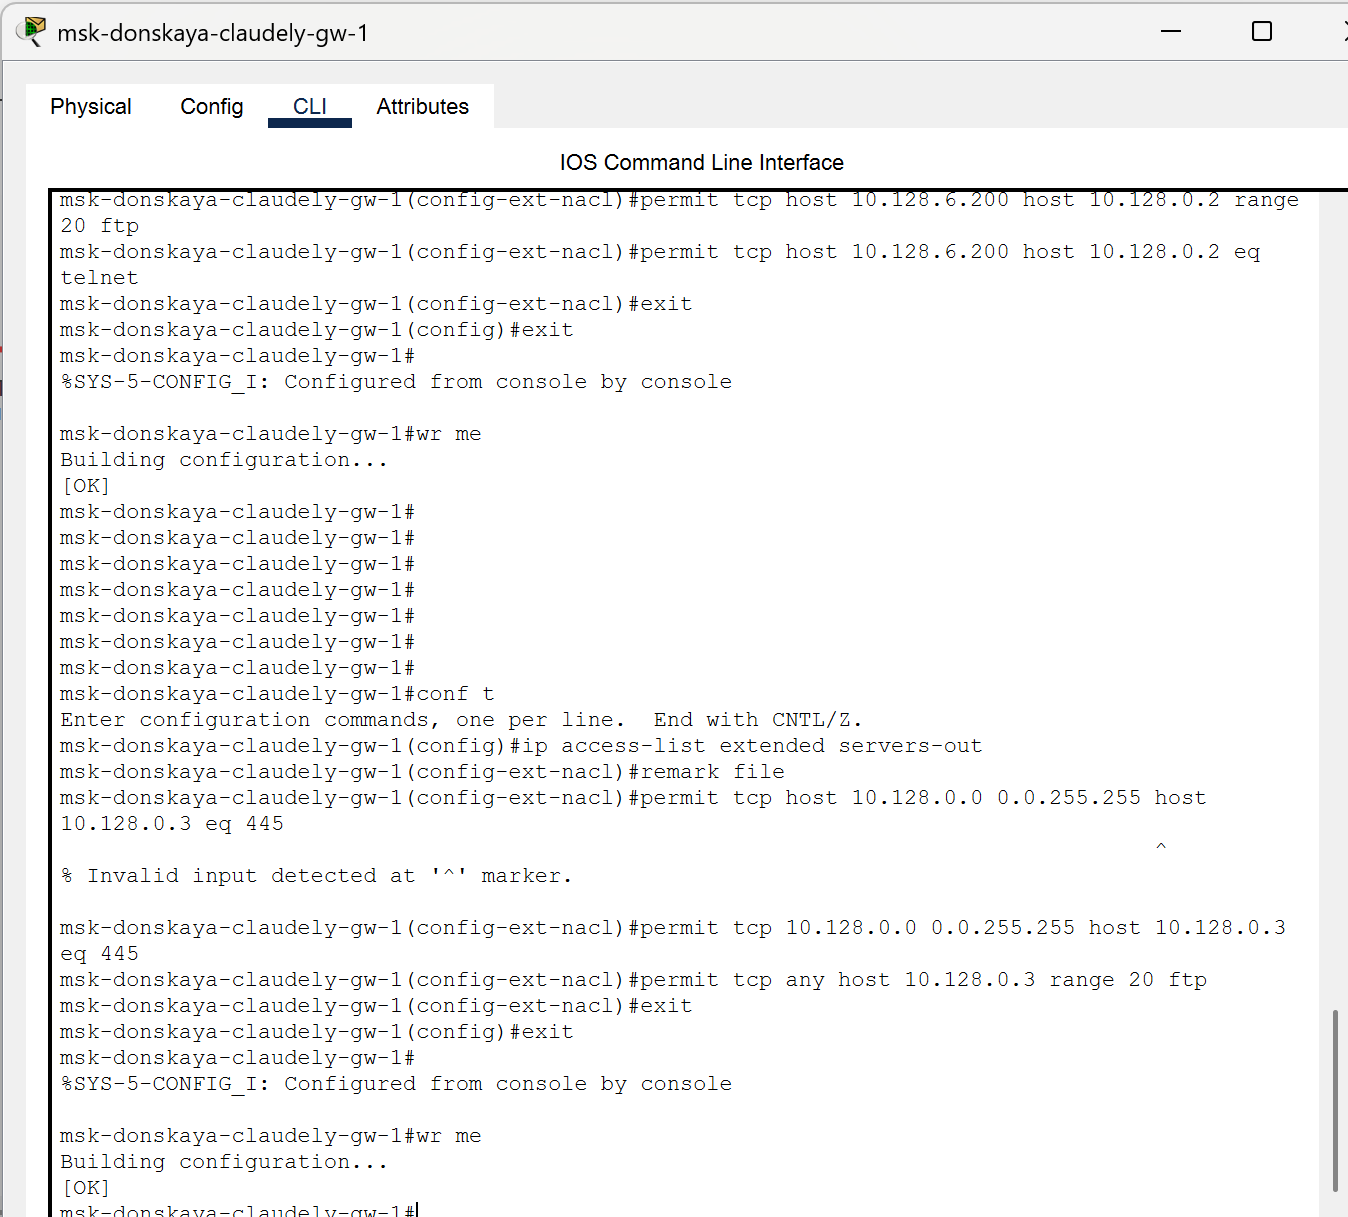 msk-donskaya-claudely-gw-1
Physical Config CLI Attributes
IOS Command Line Interface
msk-donskaya-claudely-gw-1(config-ext-nacl)#permit tcp host 10.128.6.200 host 10.128.0.2 range
20 ftp
msk-donskaya-claudely-gw-1(config-ext-nacl)#permit tcp host 10.128.6.200 host 10.128.0.2 eq
telnet
msk-donskaya-claudely-gw-1(config-ext-nacl)#exit
msk-donskaya-claudely-gw-1(config)#exit
msk-donskaya-claudely-gw-1#
%SYS-5-CONFIG_I: Configured from console by console
msk-donskaya-claudely-gw-1#wr me
Building configuration...
[OK]
msk-donskaya-claudely-gw-1#
msk-donskaya-claudely-gw-1#
msk-donskaya-claudely-gw-1#
msk-donskaya-claudely-gw-1#
msk-donskaya-claudely-gw-1#
msk-donskaya-claudely-gw-1#
msk-donskaya-claudely-gw-1#
msk-donskaya-claudely-gw-1#conf t
Enter configuration commands, one per line.  End with CNTL/Z.
msk-donskaya-claudely-gw-1(config)#ip access-list extended servers-out
msk-donskaya-claudely-gw-1(config-ext-nacl)#remark file
msk-donskaya-claudely-gw-1(config-ext-nacl)#permit tcp host 10.128.0.0 0.0.255.255 host
10.128.0.3 eq 445
^
% Invalid input detected at '^' marker.
msk-donskaya-claudely-gw-1(config-ext-nacl)#permit tcp 10.128.0.0 0.0.255.255 host 10.128.0.3
eq 445
msk-donskaya-claudely-gw-1(config-ext-nacl)#permit tcp any host 10.128.0.3 range 20 ftp
msk-donskaya-claudely-gw-1(config-ext-nacl)#exit
msk-donskaya-claudely-gw-1(config)#exit
msk-donskaya-claudely-gw-1#
%SYS-5-CONFIG_I: Configured from console by console
msk-donskaya-claudely-gw-1#wr me
Building configuration...
[OK]
msk-donskaya-claudely-gw-1#